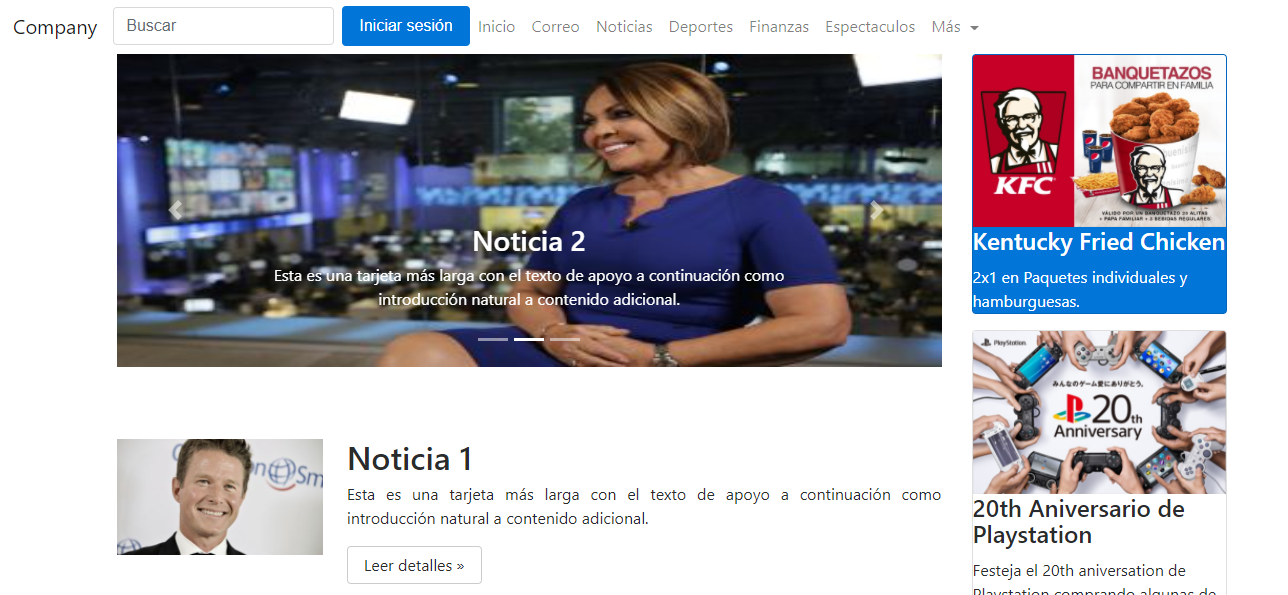 Company
Buscar
Iniciar sesión
Inicio
Correo
Noticias
Deportes
Finanzas
Espectaculos
Más
Noticia 2
Esta es una tarjeta más larga con el texto de apoyo a continuación como
introducción natural a contenido adicional.
Noticia 1
Esta es una tarjeta más larga con el texto de apoyo a continuación como
introducción natural a contenido adicional.
Leer detalles »
BANQUETAZOS
PARA COMPARTIR EN FAMILIA
KFC
VALIDO POR UN BANQUETAZO 20 ALITAS
+ PAPA FAMILIAR + 3 BEBIDAS REGULARES
Kentucky Fried Chicken
2x1 en Paquetes individuales y
hamburguesas.
PlayStation
みんなのゲーム愛にありがとう。
20th
Anniversary
20th Aniversario de
Playstation
Festeja el 20th aniversation de
Playstation comprando algunas de